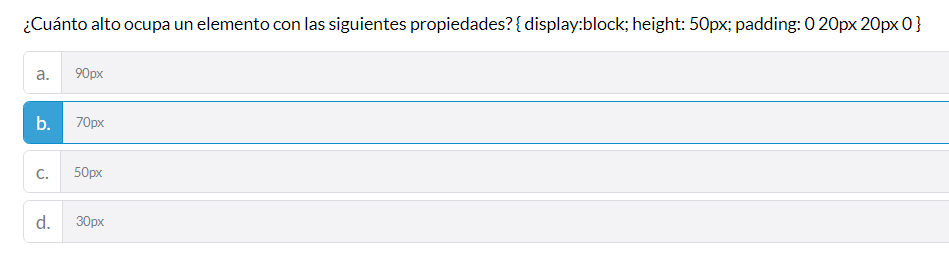 ¿Cuánto alto ocupa un elemento con las siguientes propiedades? { display:block; height: 50px; padding: 0 20px 20px 0 }
a. 90px
b. 70px
c. 50px
d. 30px